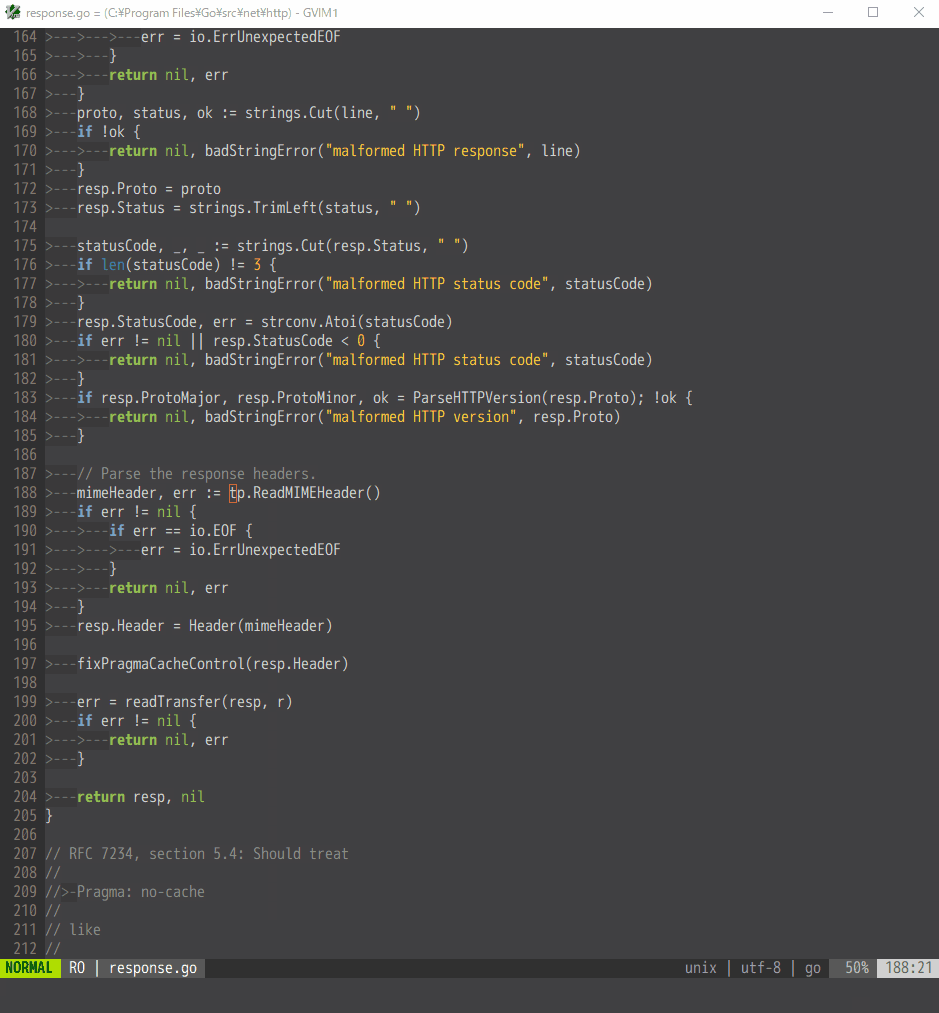 response.go = (C:¥Program Files¥Go¥src¥net¥http) - GVIM1
164 >--->--->---err = io.ErrUnexpectedEOF
165 >--->---}
166 >--->---return nil, err
167 >---}
168 >---proto, status, ok := strings.Cut(line, " ")
169 >---if !ok {
170 >--->---return nil, badStringError("malformed HTTP response", line)
171 >---}
172 >---resp.Proto = proto
173 >---resp.Status = strings.TrimLeft(status, " ")
174
175 >---statusCode, _, _ := strings.Cut(resp.Status, " ")
176 >---if len(statusCode) != 3 {
177 >--->---return nil, badStringError("malformed HTTP status code", statusCode)
178 >---}
179 >---resp.StatusCode, err = strconv.Atoi(statusCode)
180 >---if err != nil || resp.StatusCode < 0 {
181 >--->---return nil, badStringError("malformed HTTP status code", statusCode)
182 >---}
183 >---if resp.ProtoMajor, resp.ProtoMinor, ok = ParseHTTPVersion(resp.Proto); !ok {
184 >--->---return nil, badStringError("malformed HTTP version", resp.Proto)
185 >---}
186
187 >---// Parse the response headers.
188 >---mimeHeader, err := tp.ReadMIMEHeader()
189 >---if err != nil {
190 >--->---if err == io.EOF {
191 >--->--->---err = io.ErrUnexpectedEOF
192 >--->---}
193 >--->---return nil, err
194 >---}
195 >---resp.Header = Header(mimeHeader)
196
197 >---fixPragmaCacheControl(resp.Header)
198
199 >---err = readTransfer(resp, r)
200 >---if err != nil {
201 >--->---return nil, err
202 >---}
203
204 >---return resp, nil
205 }
206
207 // RFC 7234, section 5.4: Should treat
208 //
209 //>-Pragma: no-cache
210 //
211 // like
212 //
NORMAL RO | response.go unix | utf-8 | go 50% 188:21